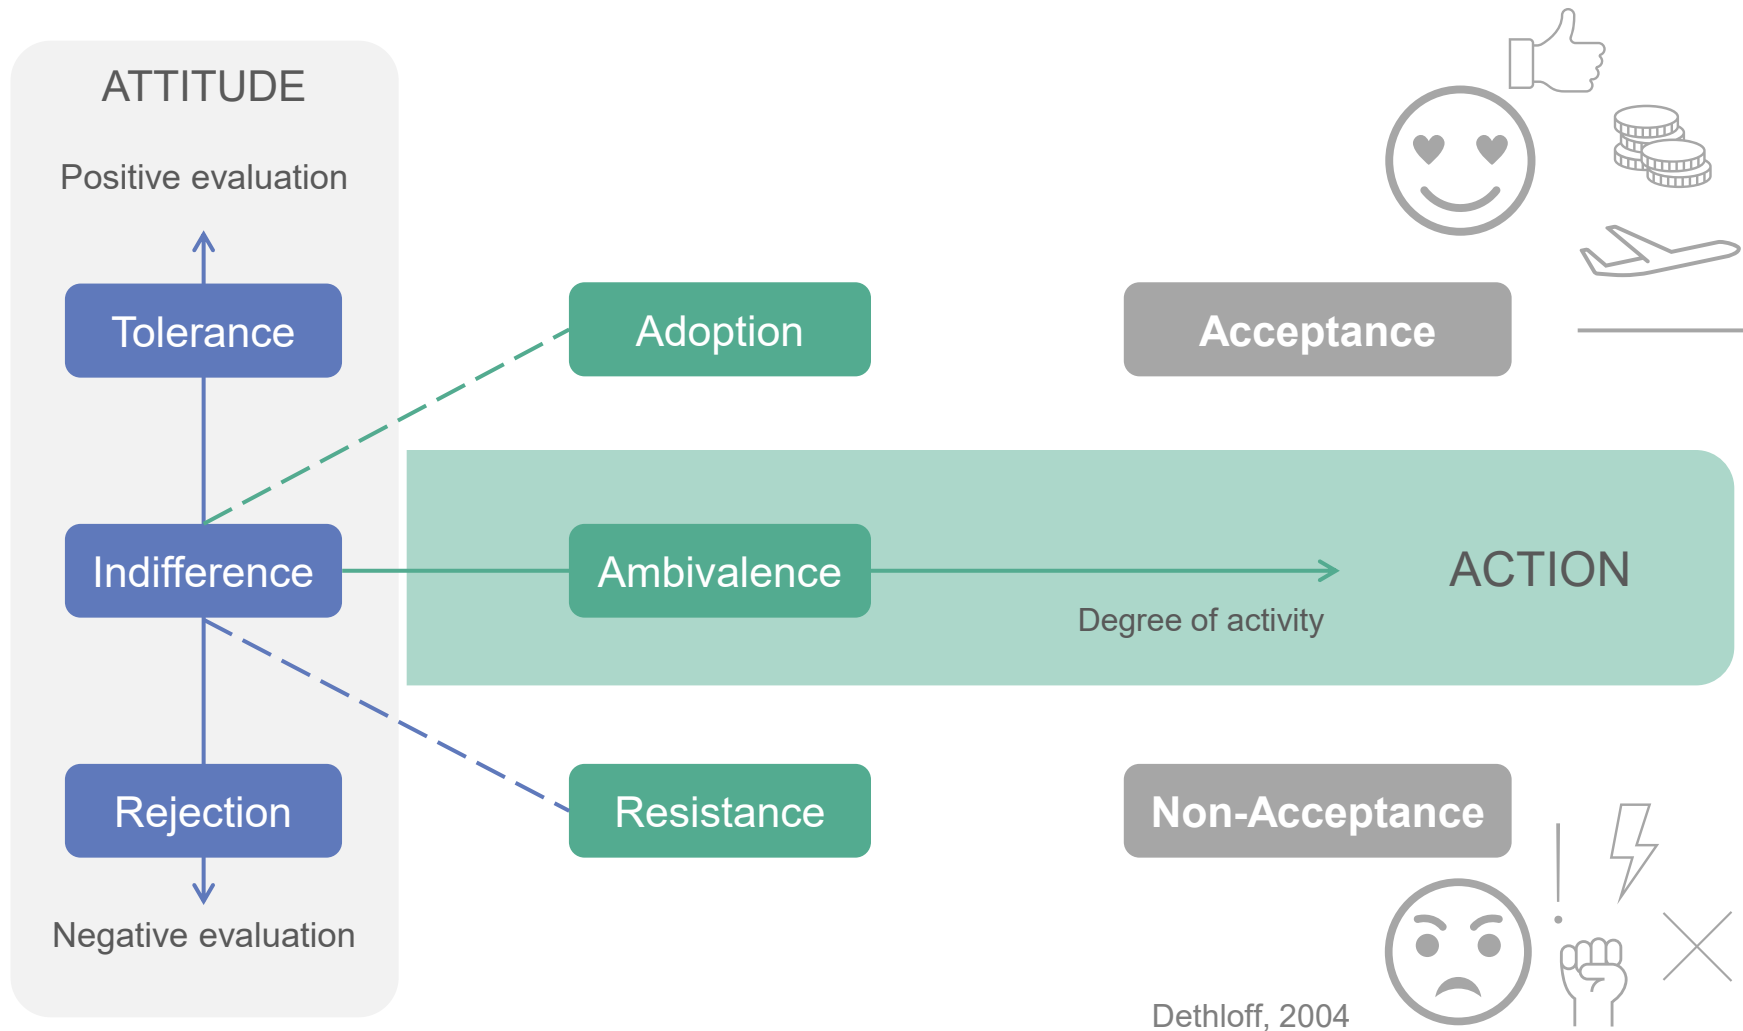 ATTITUDE
Positive evaluation
Tolerance
Adoption
Acceptance
Indifference
Ambivalence
ACTION
Degree of activity
Rejection
Resistance
Non-Acceptance
Negative evaluation
Dethloff, 2004